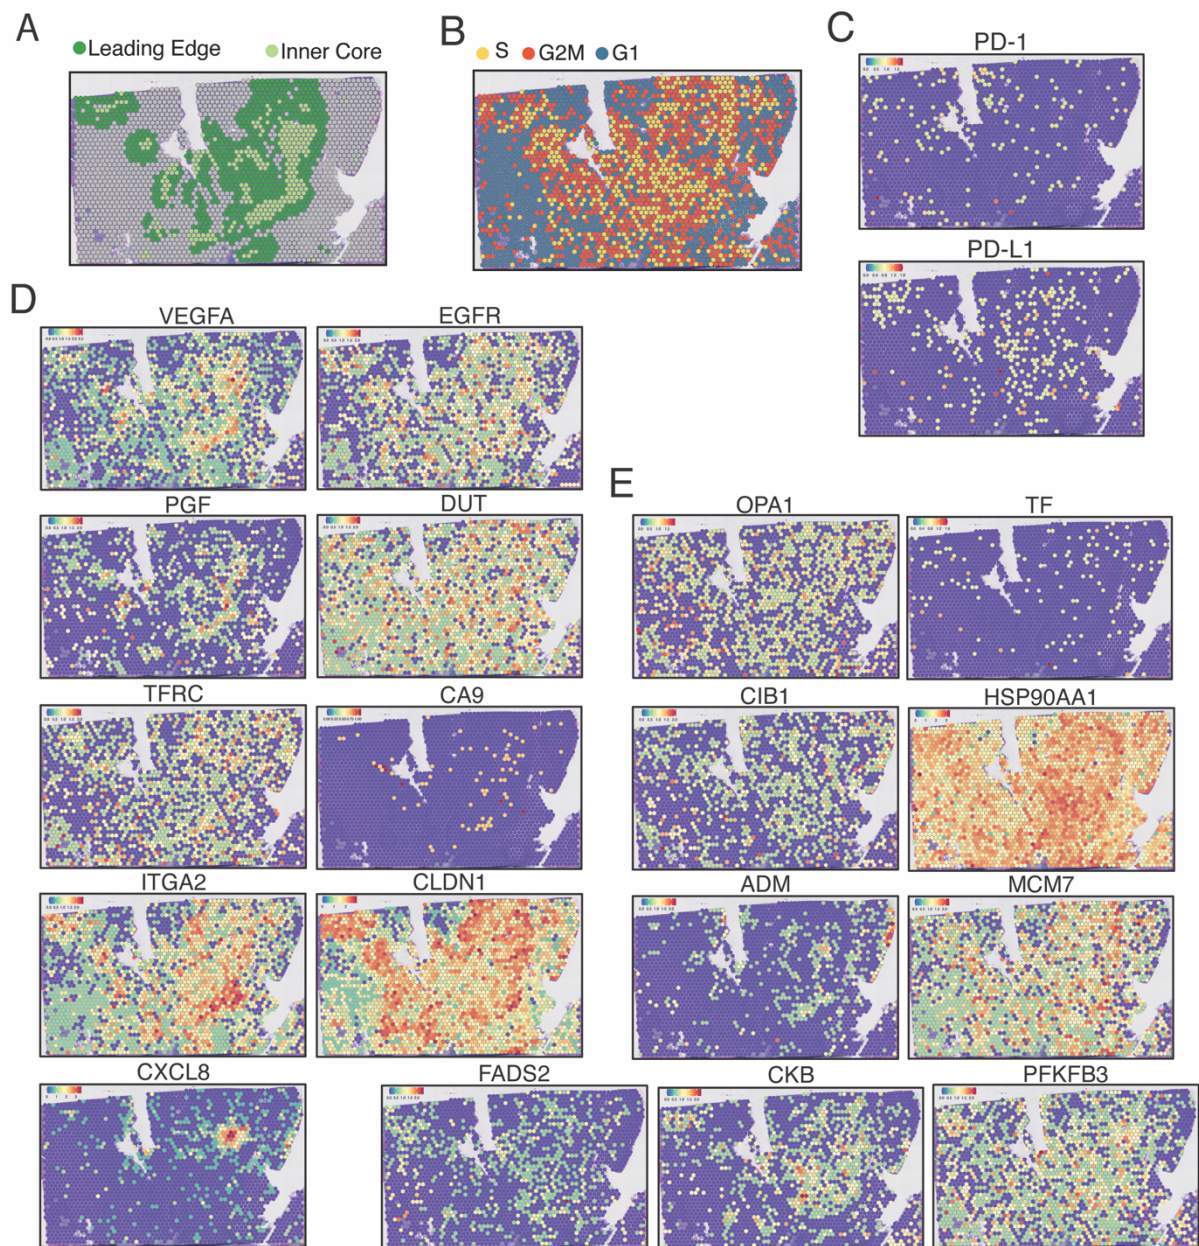 A
Leading Edge
Inner Core
B
S
G2M
G1
C
PD-1
PD-L1
D
VEGFA
EGFR
PGF
DUT
TFRC
CA9
ITGA2
CLDN1
CXCL8
E
OPA1
TF
CIB1
HSP90AA1
ADM
MCM7
FADS2
CKB
PFKFB3